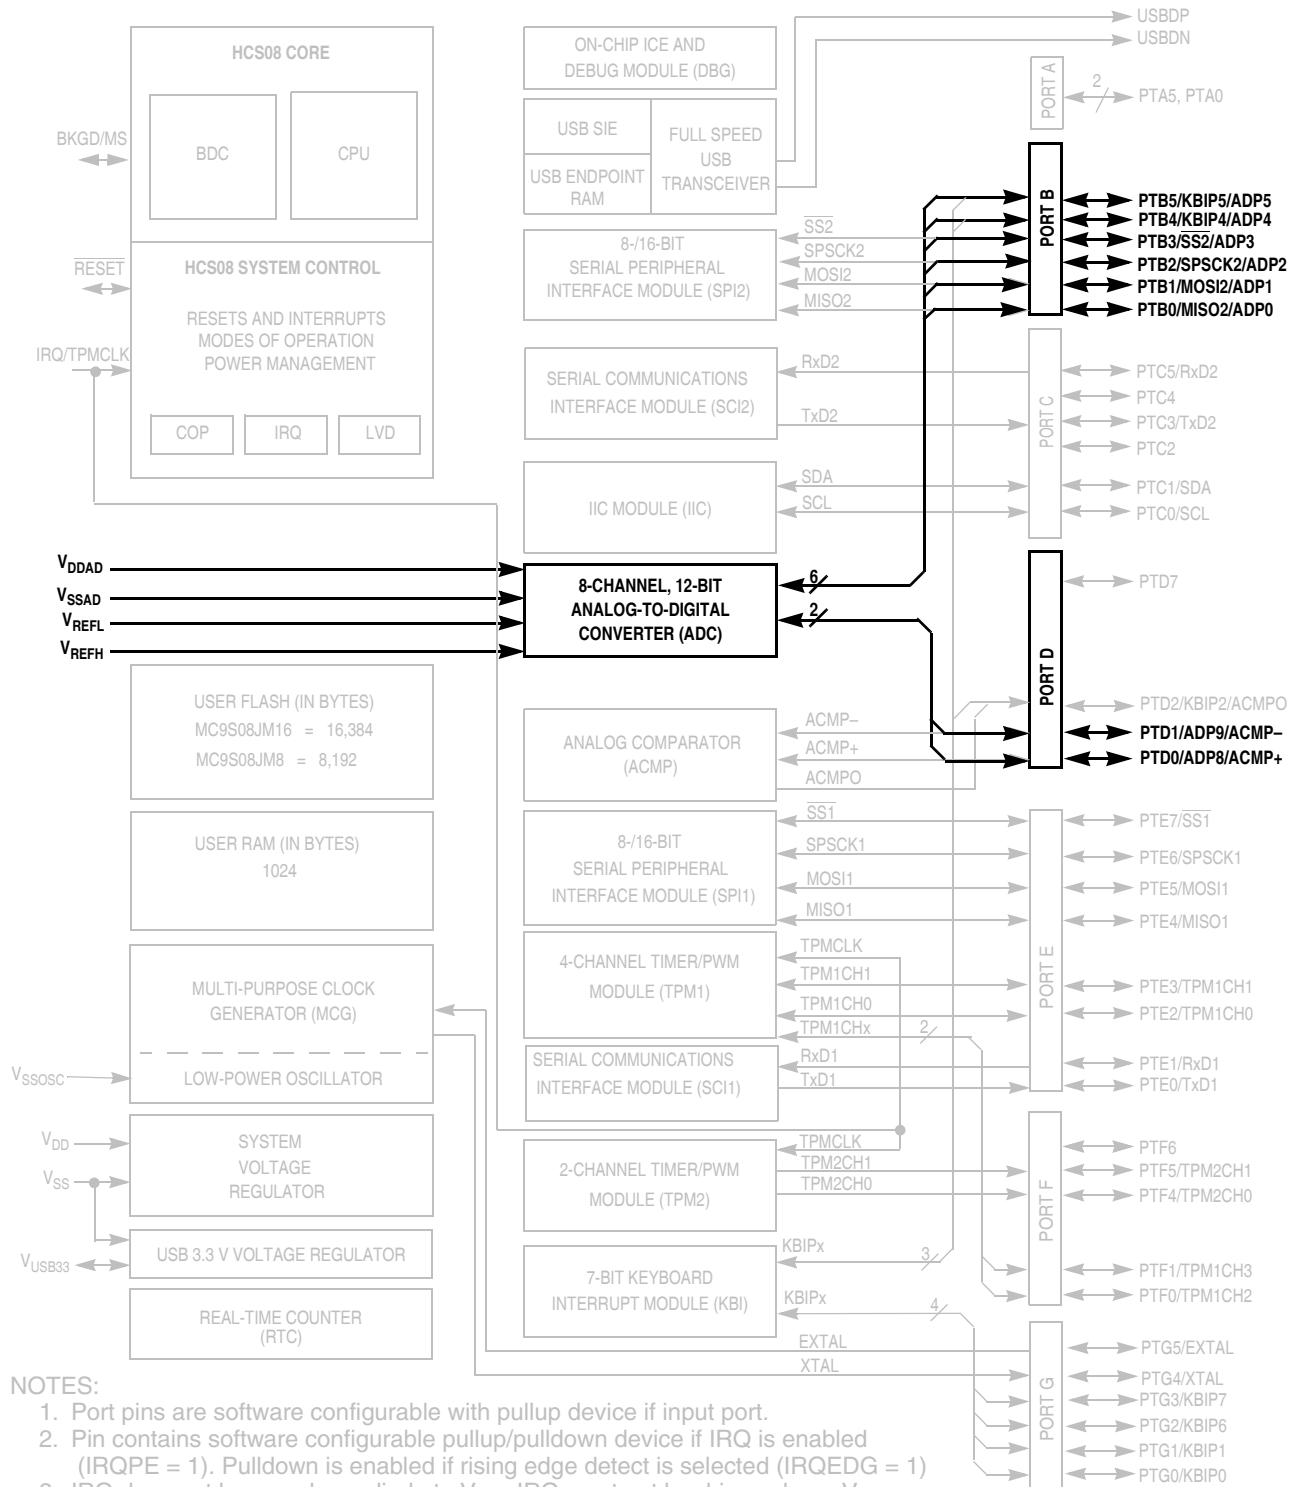 HCS08 CORE
BDC
CPU
BKGD/MS
HCS08 SYSTEM CONTROL
RESET
RESETS AND INTERRUPTS
MODES OF OPERATION
POWER MANAGEMENT
IRQ/TPMCLK
COP
IRQ
LVD
VDDAD
VSSAD
VREFL
VREFH
USER FLASH (IN BYTES)
MC9S08JM16 = 16,384
MC9S08JM8 = 8,192
USER RAM (IN BYTES)
1024
MULTI-PURPOSE CLOCK
GENERATOR (MCG)
LOW-POWER OSCILLATOR
VSSOSC
VDD
VSS
SYSTEM
VOLTAGE
REGULATOR
VUSB33
USB 3.3 V VOLTAGE REGULATOR
REAL-TIME COUNTER
(RTC)
ON-CHIP ICE AND
DEBUG MODULE (DBG)
USB SIE
USB ENDPOINT
RAM
FULL SPEED
USB
TRANSCEIVER
USBDP
USBDN
8-/16-BIT
SERIAL PERIPHERAL
INTERFACE MODULE (SPI2)
SS2
SPSCK2
MOSI2
MISO2
SERIAL COMMUNICATIONS
INTERFACE MODULE (SCI2)
RxD2
TxD2
IIC MODULE (IIC)
SDA
SCL
8-CHANNEL, 12-BIT
ANALOG-TO-DIGITAL
CONVERTER (ADC)
6
2
ANALOG COMPARATOR
(ACMP)
ACMP–
ACMP+
ACMPO
8-/16-BIT
SERIAL PERIPHERAL
INTERFACE MODULE (SPI1)
SS1
SPSCK1
MOSI1
MISO1
4-CHANNEL TIMER/PWM
MODULE (TPM1)
TPMCLK
TPM1CH1
TPM1CH0
TPM1CHx
2
SERIAL COMMUNICATIONS
INTERFACE MODULE (SCI1)
RxD1
TxD1
2-CHANNEL TIMER/PWM
MODULE (TPM2)
TPMCLK
TPM2CH1
TPM2CH0
7-BIT KEYBOARD
INTERRUPT MODULE (KBI)
KBIPx
3
KBIPx
4
EXTAL
XTAL
PORT A
2
PTA5, PTA0
PORT B
PTB5/KBIP5/ADP5
PTB4/KBIP4/ADP4
PTB3/SS2/ADP3
PTB2/SPSCK2/ADP2
PTB1/MOSI2/ADP1
PTB0/MISO2/ADP0
PORT C
PTC5/RxD2
PTC4
PTC3/TxD2
PTC2
PTC1/SDA
PTC0/SCL
PORT D
PTD7
PTD2/KBIP2/ACMPO
PTD1/ADP9/ACMP–
PTD0/ADP8/ACMP+
PORT E
PTE7/SS1
PTE6/SPSCK1
PTE5/MOSI1
PTE4/MISO1
PTE3/TPM1CH1
PTE2/TPM1CH0
PTE1/RxD1
PTE0/TxD1
PORT F
PTF6
PTF5/TPM2CH1
PTF4/TPM2CH0
PTF1/TPM1CH3
PTF0/TPM1CH2
PORT G
PTG5/EXTAL
PTG4/XTAL
PTG3/KBIP7
PTG2/KBIP6
PTG1/KBIP1
PTG0/KBIP0
NOTES:
1. Port pins are software configurable with pullup device if input port.
2. Pin contains software configurable pullup/pulldown device if IRQ is enabled
(IRQPE = 1). Pulldown is enabled if rising edge detect is selected (IRQEDG = 1)